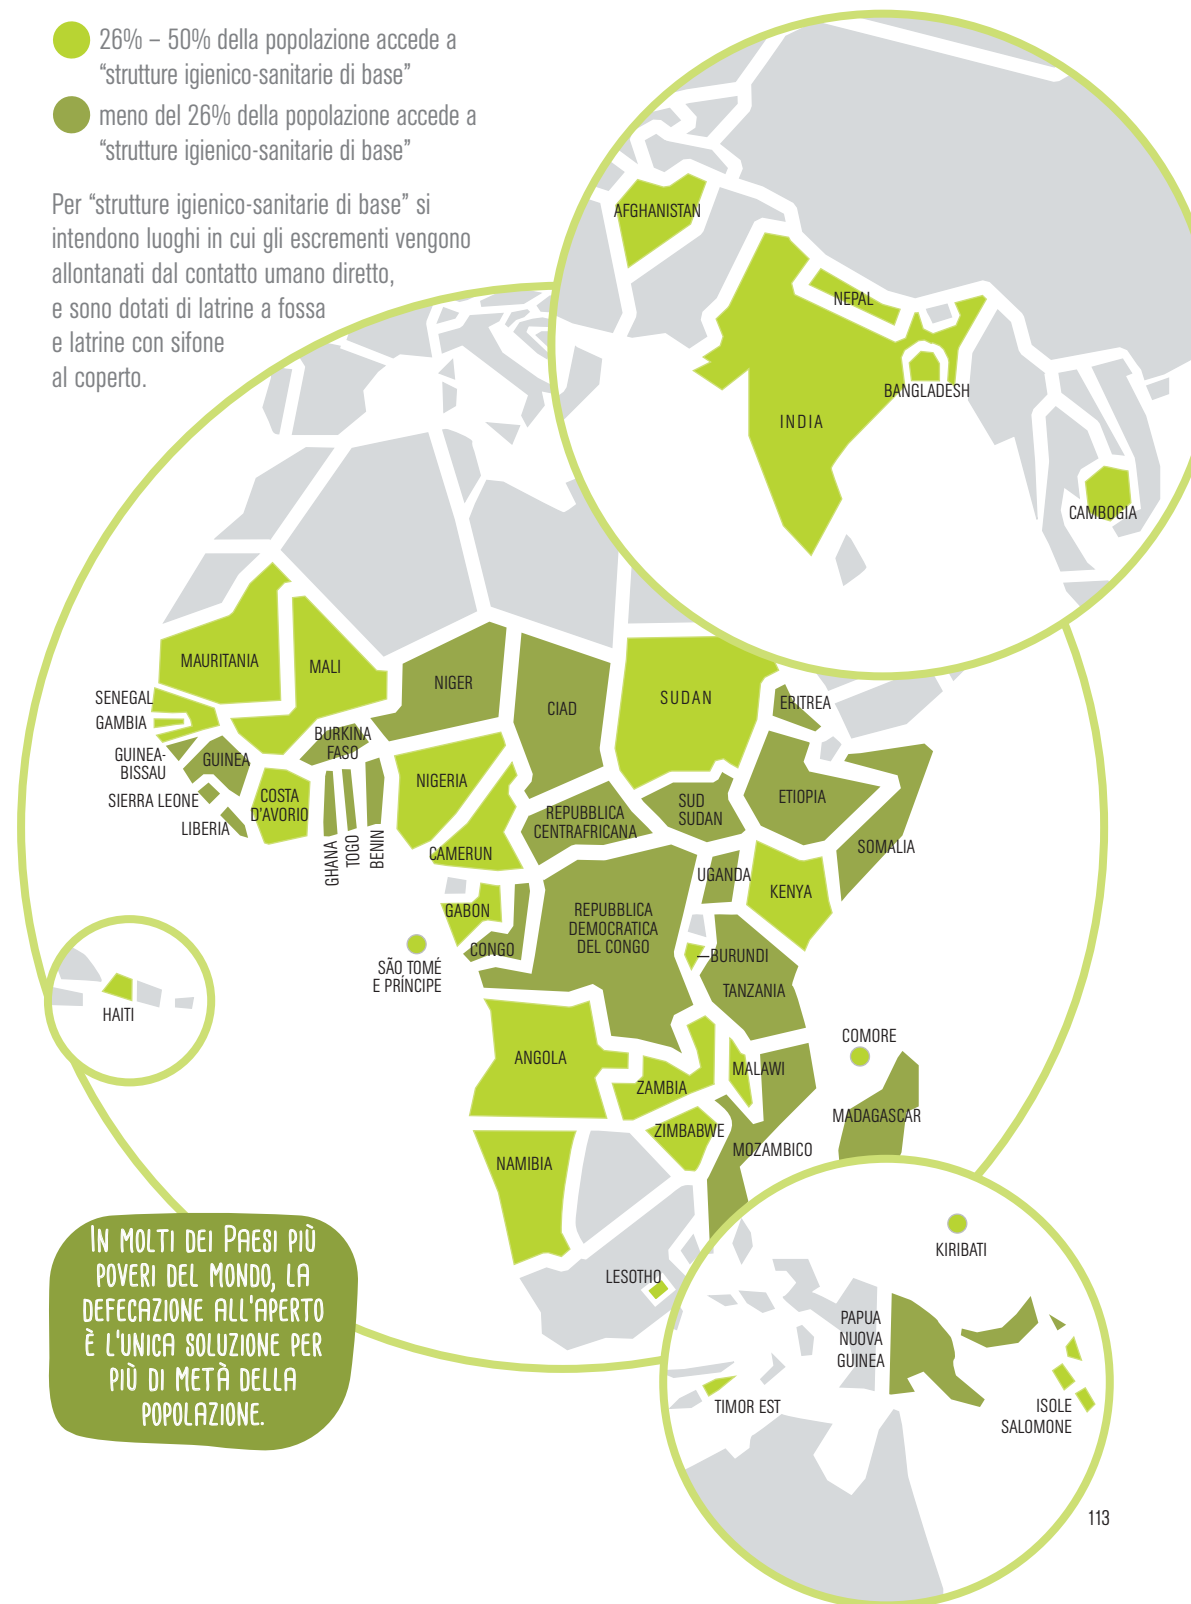 26% – 50% della popolazione accede a
“strutture igienico-sanitarie di base”
meno del 26% della popolazione accede a
“strutture igienico-sanitarie di base”
Per “strutture igienico-sanitarie di base” si
intendono luoghi in cui gli escrementi vengono
allontanati dal contatto umano diretto,
e sono dotati di latrine a fossa
e latrine con sifone
al coperto.
AFGHANISTAN
NEPAL
BANGLADESH
INDIA
CAMBOGIA
MAURITANIA
MALI
NIGER
CIAD
SUDAN
ERITREA
SENEGAL
GAMBIA
GUINEA-
BISSAU
GUINEA
BURKINA
FASO
SIERRA LEONE
LIBERIA
COSTA
D'AVORIO
GHANA
TOGO
BENIN
NIGERIA
CAMERUN
REPUBBLICA
CENTRAFRICANA
SUD
SUDAN
ETIOPIA
SOMALIA
UGANDA
KENYA
GABON
CONGO
REPUBBLICA
DEMOCRATICA
DEL CONGO
SÃO TOMÉ
E PRÍNCIPE
BURUNDI
TANZANIA
HAITI
ANGOLA
ZAMBIA
MALAWI
COMORE
MADAGASCAR
ZIMBABWE
MOZAMBICO
NAMIBIA
LESOTHO
KIRIBATI
PAPUA
NUOVA
GUINEA
TIMOR EST
ISOLE
SALOMONE
IN MOLTI DEI PAESI PIÙ
POVERI DEL MONDO, LA
DEFECAZIONE ALL'APERTO
È L'UNICA SOLUZIONE PER
PIÙ DI METÀ DELLA
POPOLAZIONE.
113